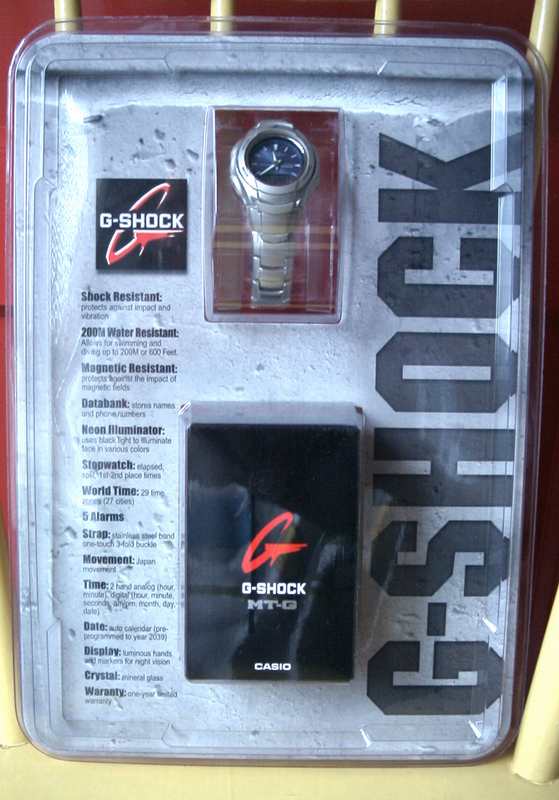 G-SHOCK
Shock Resistant:
protects against impact and
vibration
200M Water Resistant:
Allows for swimming and
diving up to 200M or 600 Feet.
Magnetic Resistant:
protects against the impact of
magnetic fields
Databank: stores names
and phone numbers
Neon Illuminator:
uses black light to illuminate
face in various colors
Stopwatch: elapsed,
split, 1st-2nd place times
World Time: 29 time
zones (27 cities)
5 Alarms
Strap: stainless steel band
one-touch 3-fold buckle
Movement: Japan
movement
Time: 2 hand analog (hour,
minute), digital (hour, minute,
seconds, am/pm, month, day,
date)
Date: auto calendar (pre-
programmed to year 2039)
Display: luminous hands
and markers for night vision
Crystal: mineral glass
Waranty: one-year limited
warranty
G-SHOCK
MT-G
CASIO
G-SHOCK